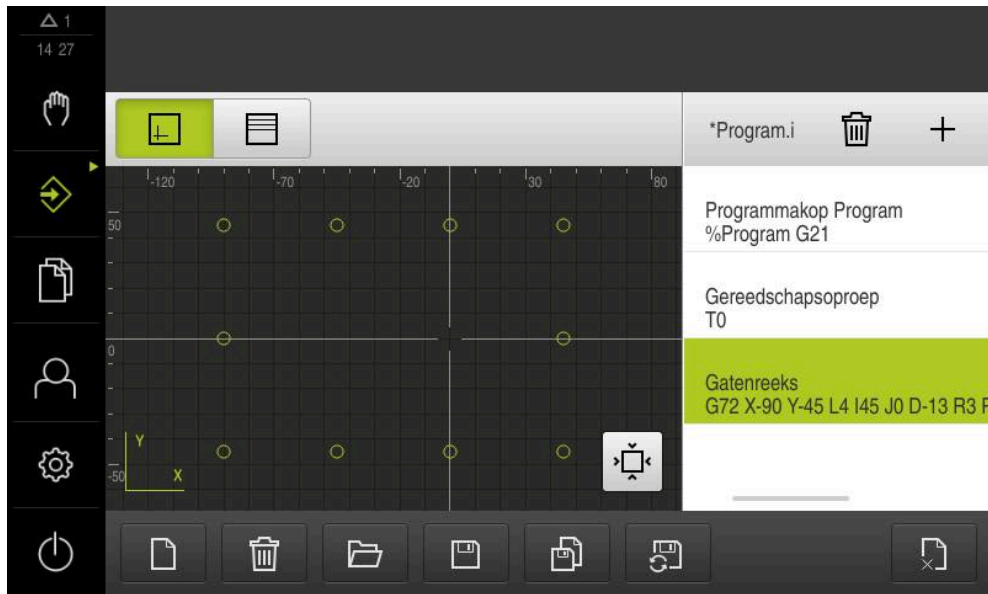 1
14 27
*Program.i
-120 -70 -20 30 80
50
0
-50
Y
X
Programmakop Program
%Program G21
Gereedschapsoproep
T0
Gatenreeks
G72 X-90 Y-45 L4 I45 J0 D-13 R3